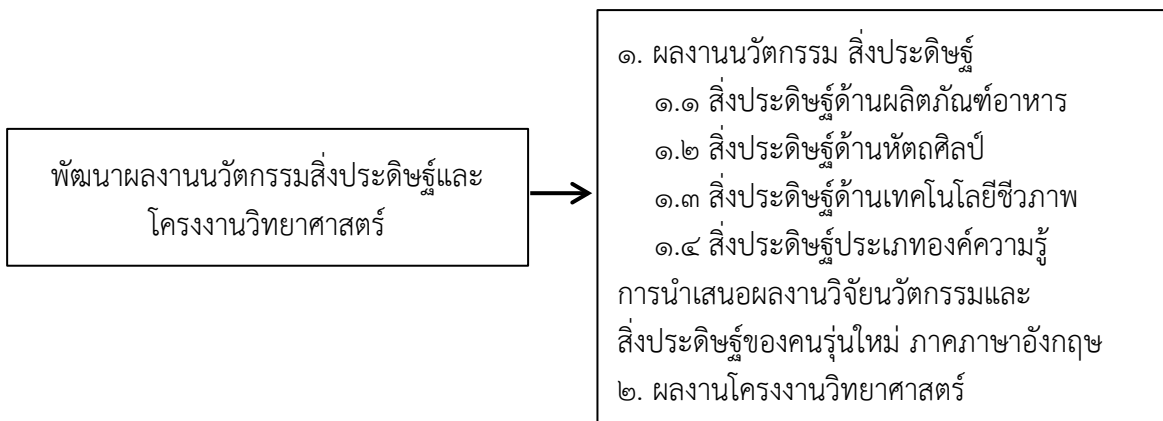 พัฒนาผลงานนวัตกรรมสิ่งประดิษฐ์และ
โครงงานวิทยาศาสตร์
๑. ผลงานนวัตกรรม สิ่งประดิษฐ์
๑.๑ สิ่งประดิษฐ์ด้านผลิตภัณฑ์อาหาร
๑.๒ สิ่งประดิษฐ์ด้านหัตถศิลป์
๑.๓ สิ่งประดิษฐ์ด้านเทคโนโลยีชีวภาพ
๑.๔ สิ่งประดิษฐ์ประเภทองค์ความรู้
การนำเสนอผลงานวิจัยนวัตกรรมและ
สิ่งประดิษฐ์ของคนรุ่นใหม่ ภาคภาษาอังกฤษ
๒. ผลงานโครงงานวิทยาศาสตร์